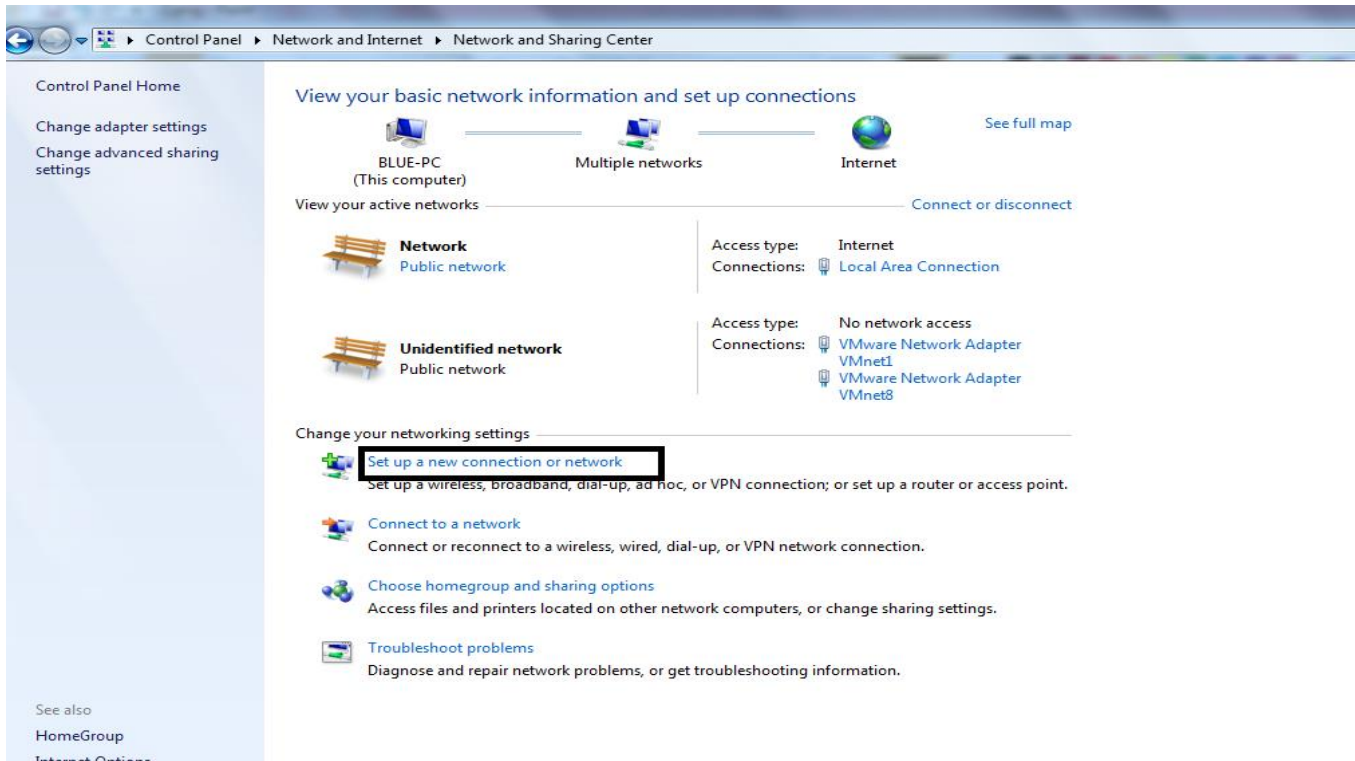 Control Panel ▸ Network and Internet ▸ Network and Sharing Center
Control Panel Home
Change adapter settings
Change advanced sharing
settings
View your basic network information and set up connections
See full map
BLUE-PC
(This computer)
Multiple networks
Internet
View your active networks
Connect or disconnect
Network
Public network
Access type: Internet
Connections: Local Area Connection
Unidentified network
Public network
Access type: No network access
Connections: VMware Network Adapter
VMnet1
VMware Network Adapter
VMnet8
Change your networking settings
Set up a new connection or network
Set up a wireless, broadband, dial-up, ad hoc, or VPN connection; or set up a router or access point.
Connect to a network
Connect or reconnect to a wireless, wired, dial-up, or VPN network connection.
Choose homegroup and sharing options
Access files and printers located on other network computers, or change sharing settings.
Troubleshoot problems
Diagnose and repair network problems, or get troubleshooting information.
See also
HomeGroup
Internet Options